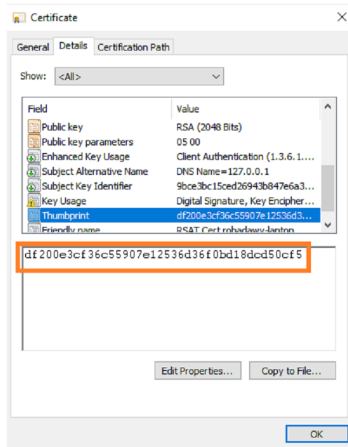 Certificate
General Details Certification Path
Show: <All>
Field Value
Public key RSA (2048 Bits)
Public key parameters 05 00
Enhanced Key Usage Client Authentication (1.3.6.1....
Subject Alternative Name DNS Name=127.0.0.1
Subject Key Identifier 9bce3bc15ced26943b847e6a3...
Key Usage Digital Signature, Key Encipher...
Thumbprint df200e3cf36c55907e12536d3...
Friendly name RSAT Cert robadawy-laptop
df200e3cf36c55907e12536d36f0bd18dcd50cf5
Edit Properties... Copy to File...
OK